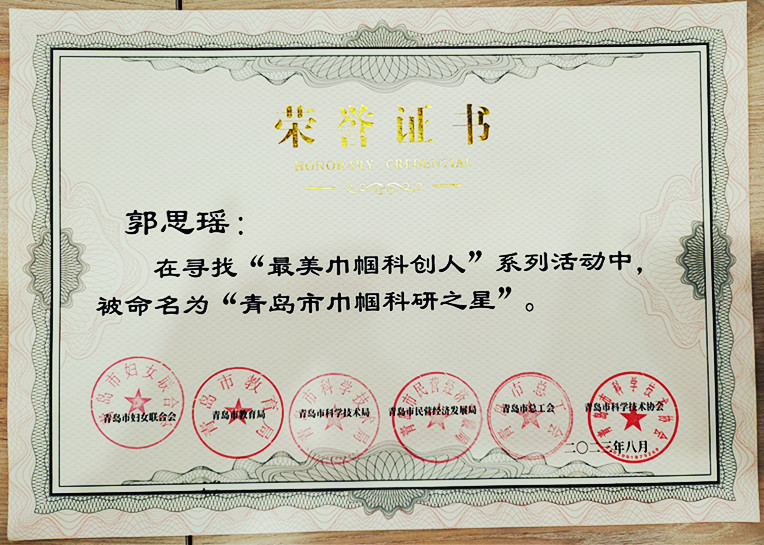 荣誉证书
HONORARY CREDENTIAL
郭思瑶：
在寻找“最美巾帼科创人”系列活动中，
被命名为“青岛市巾帼科研之星”。
青岛市妇女联合会
青岛市教育局
青岛市科学技术局
青岛市民营经济发展局
青岛市总工会
青岛市科学技术协会
二〇二三年八月